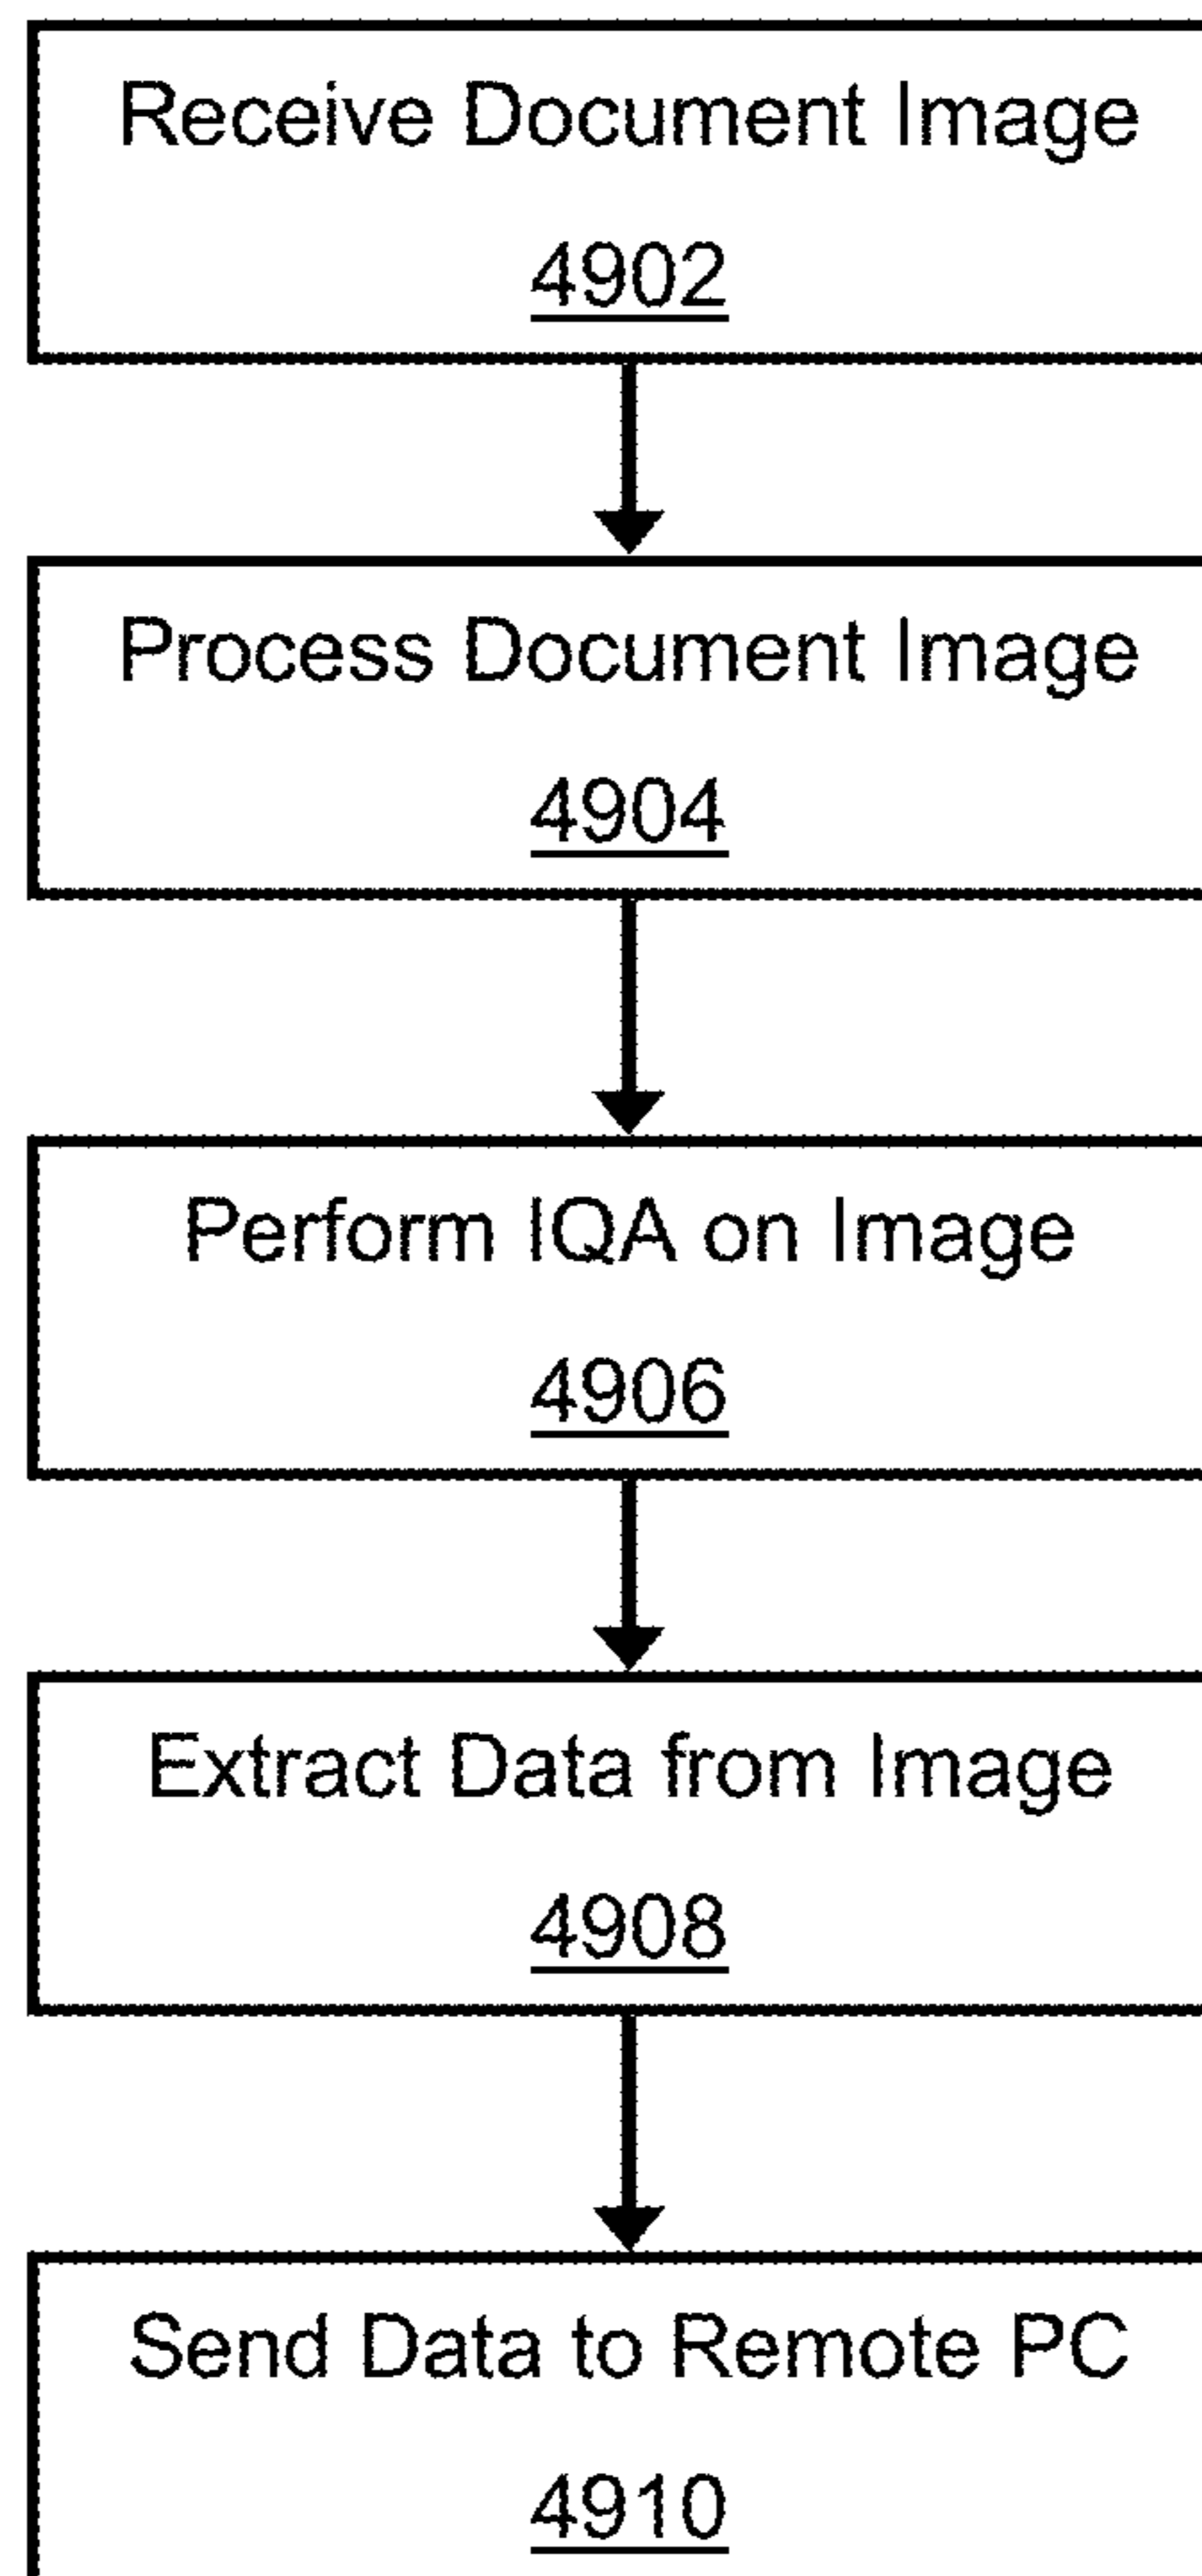 Receive Document Image
4902
Process Document Image
4904
Perform IQA on Image
4906
Extract Data from Image
4908
Send Data to Remote PC
4910